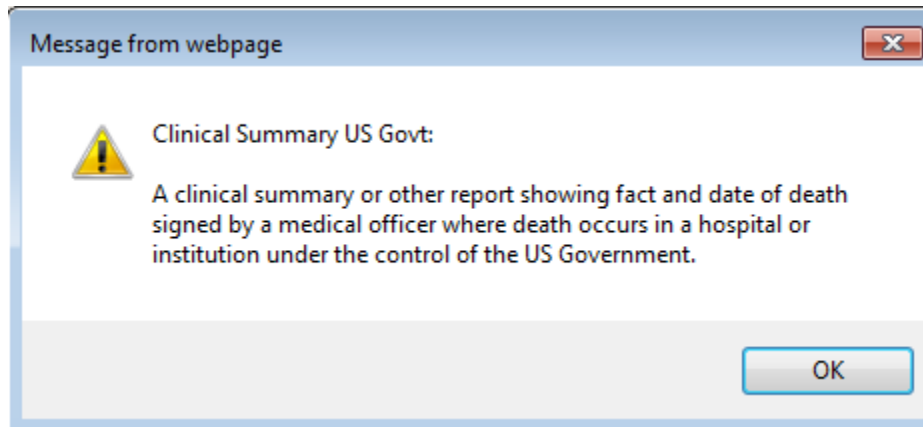 Message from webpage
Clinical Summary US Govt:
A clinical summary or other report showing fact and date of death
signed by a medical officer where death occurs in a hospital or
institution under the control of the US Government.
OK